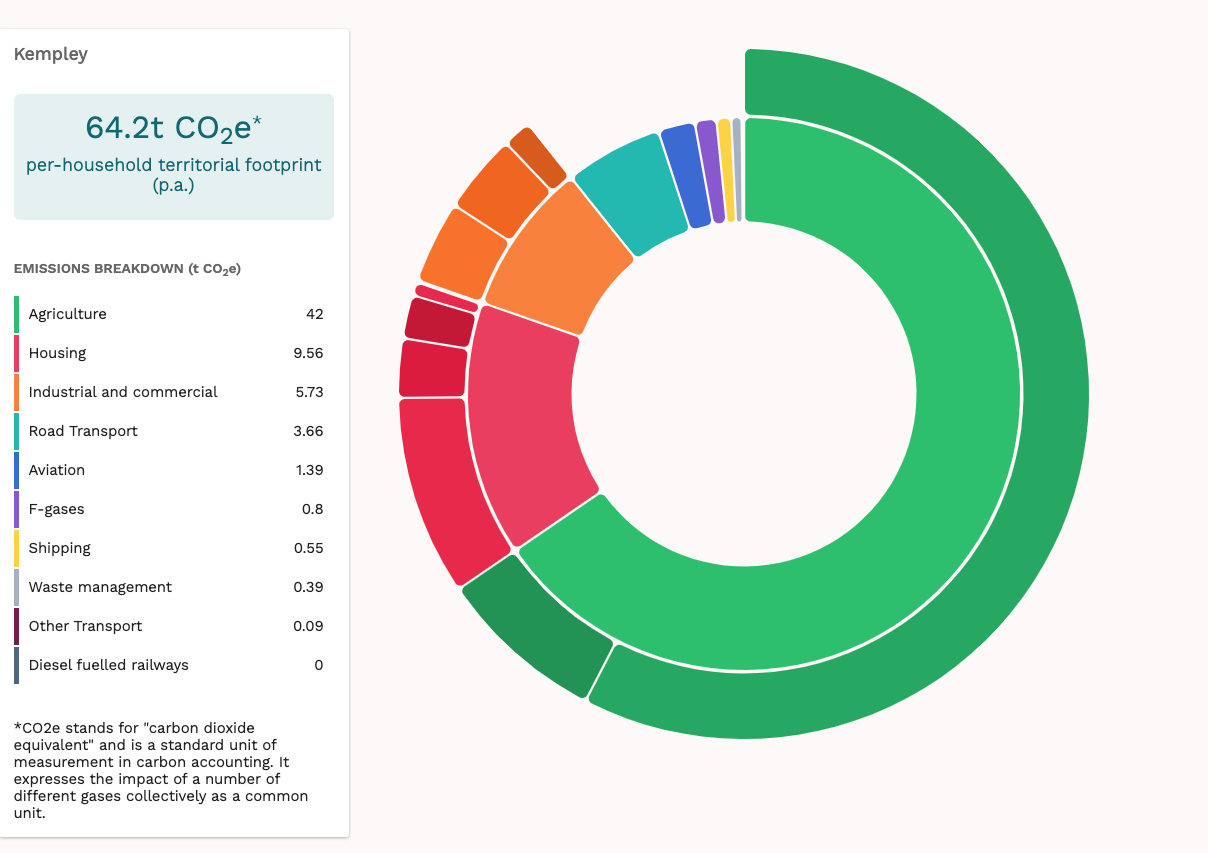 Kempley
64.2t CO₂e*
per-household territorial footprint
(p.a.)
EMISSIONS BREAKDOWN (t CO₂e)
Agriculture 42
Housing 9.56
Industrial and commercial 5.73
Road Transport 3.66
Aviation 1.39
F-gases 0.8
Shipping 0.55
Waste management 0.39
Other Transport 0.09
Diesel fuelled railways 0
*CO2e stands for "carbon dioxide
equivalent" and is a standard unit of
measurement in carbon accounting. It
expresses the impact of a number of
different gases collectively as a common
unit.